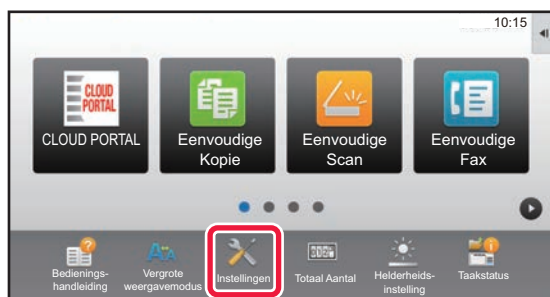 10:15
CLOUD
PORTAL
CLOUD PORTAL
Eenvoudige
Kopie
Eenvoudige
Scan
Eenvoudige
Fax
Bedienings-
handleiding
Vergrote
weergavemodus
Instellingen
Totaal Aantal
Helderheids-
instelling
Taakstatus